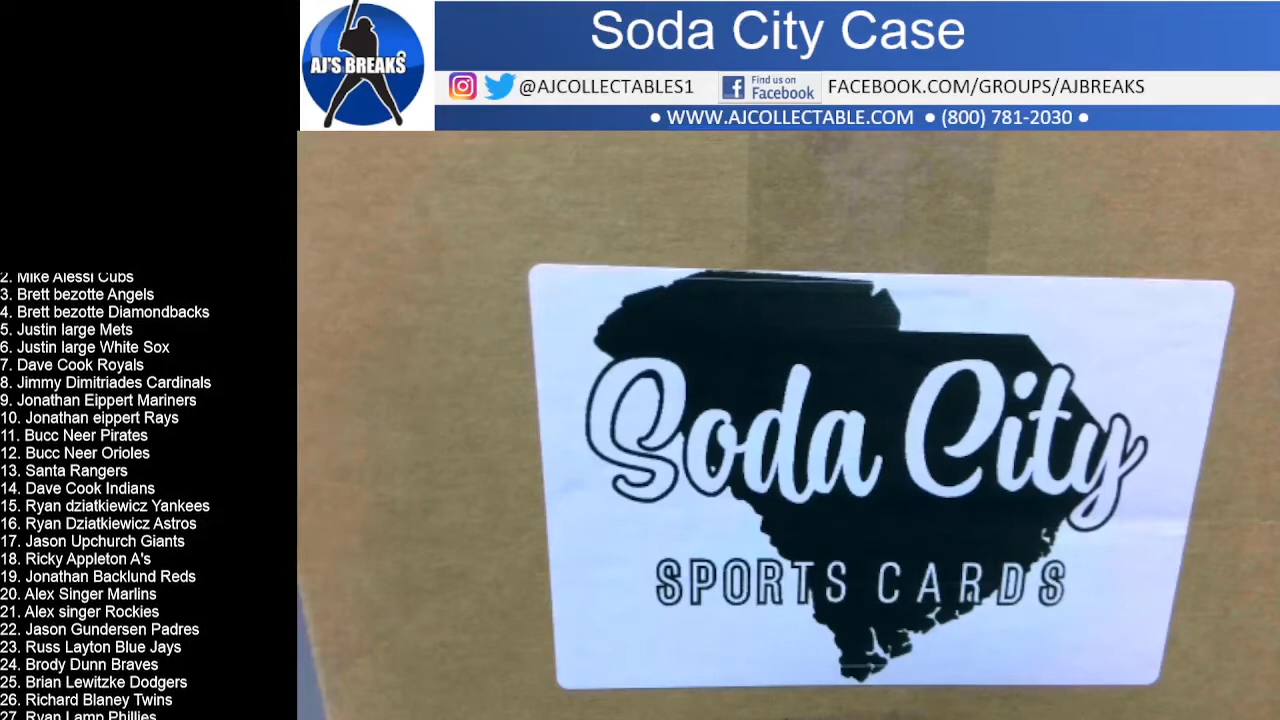 AJ'S BREAKS
Soda City Case
@AJCOLLECTABLES1
Find us on
Facebook
FACEBOOK.COM/GROUPS/AJBREAKS
• WWW.AJCOLLECTABLE.COM • (800) 781-2030 •
2. Mike Alessi Cubs
3. Brett bezotte Angels
4. Brett bezotte Diamondbacks
5. Justin large Mets
6. Justin large White Sox
7. Dave Cook Royals
8. Jimmy Dimitriades Cardinals
9. Jonathan Eippert Mariners
10. Jonathan eippert Rays
11. Bucc Neer Pirates
12. Bucc Neer Orioles
13. Santa Rangers
14. Dave Cook Indians
15. Ryan dziatkiewicz Yankees
16. Ryan Dziatkiewicz Astros
17. Jason Upchurch Giants
18. Ricky Appleton A's
19. Jonathan Backlund Reds
20. Alex Singer Marlins
21. Alex singer Rockies
22. Jason Gundersen Padres
23. Russ Layton Blue Jays
24. Brody Dunn Braves
25. Brian Lewitzke Dodgers
26. Richard Blaney Twins
27. Ryan Lamp Phillies
Soda City
SPORTS CARDS